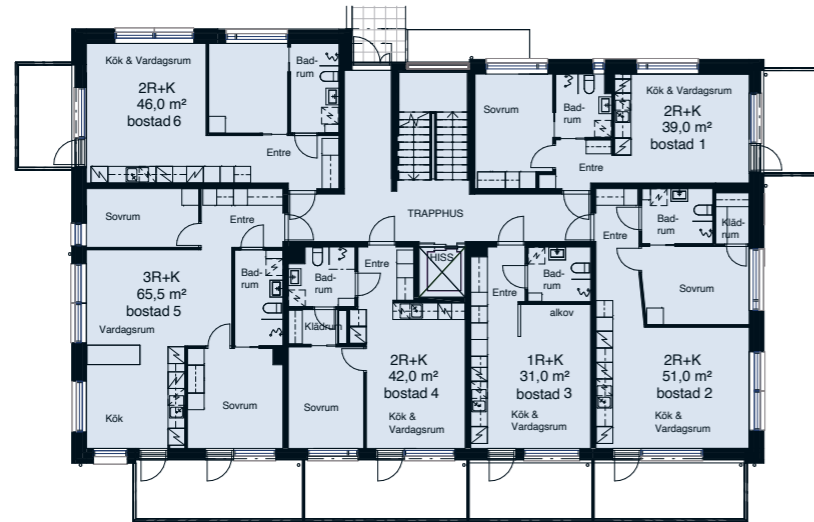 Kök & Vardagsrum
2R+K
46,0 m²
bostad 6
Bad-
rum
Entre
Sovrum
Bad-
rum
Entre
Kök & Vardagsrum
2R+K
39,0 m²
bostad 1
TRAPPHUS
HISS
Sovrum
Entre
3R+K
65,5 m²
bostad 5
Vardagsrum
Bad-
rum
Kök
Sovrum
Bad-
rum
Entre
Klädrum
Sovrum
2R+K
42,0 m²
bostad 4
Kök &
Vardagsrum
Entre
Bad-
rum
alkov
1R+K
31,0 m²
bostad 3
Kök &
Vardagsrum
Entre
Bad-
rum
Kläd-
rum
Sovrum
2R+K
51,0 m²
bostad 2
Kök &
Vardagsrum